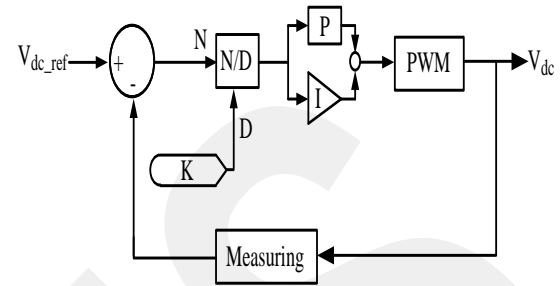 V_dc_ref
+
-
N
N/D
D
K
P
I
PWM
V_dc
Measuring